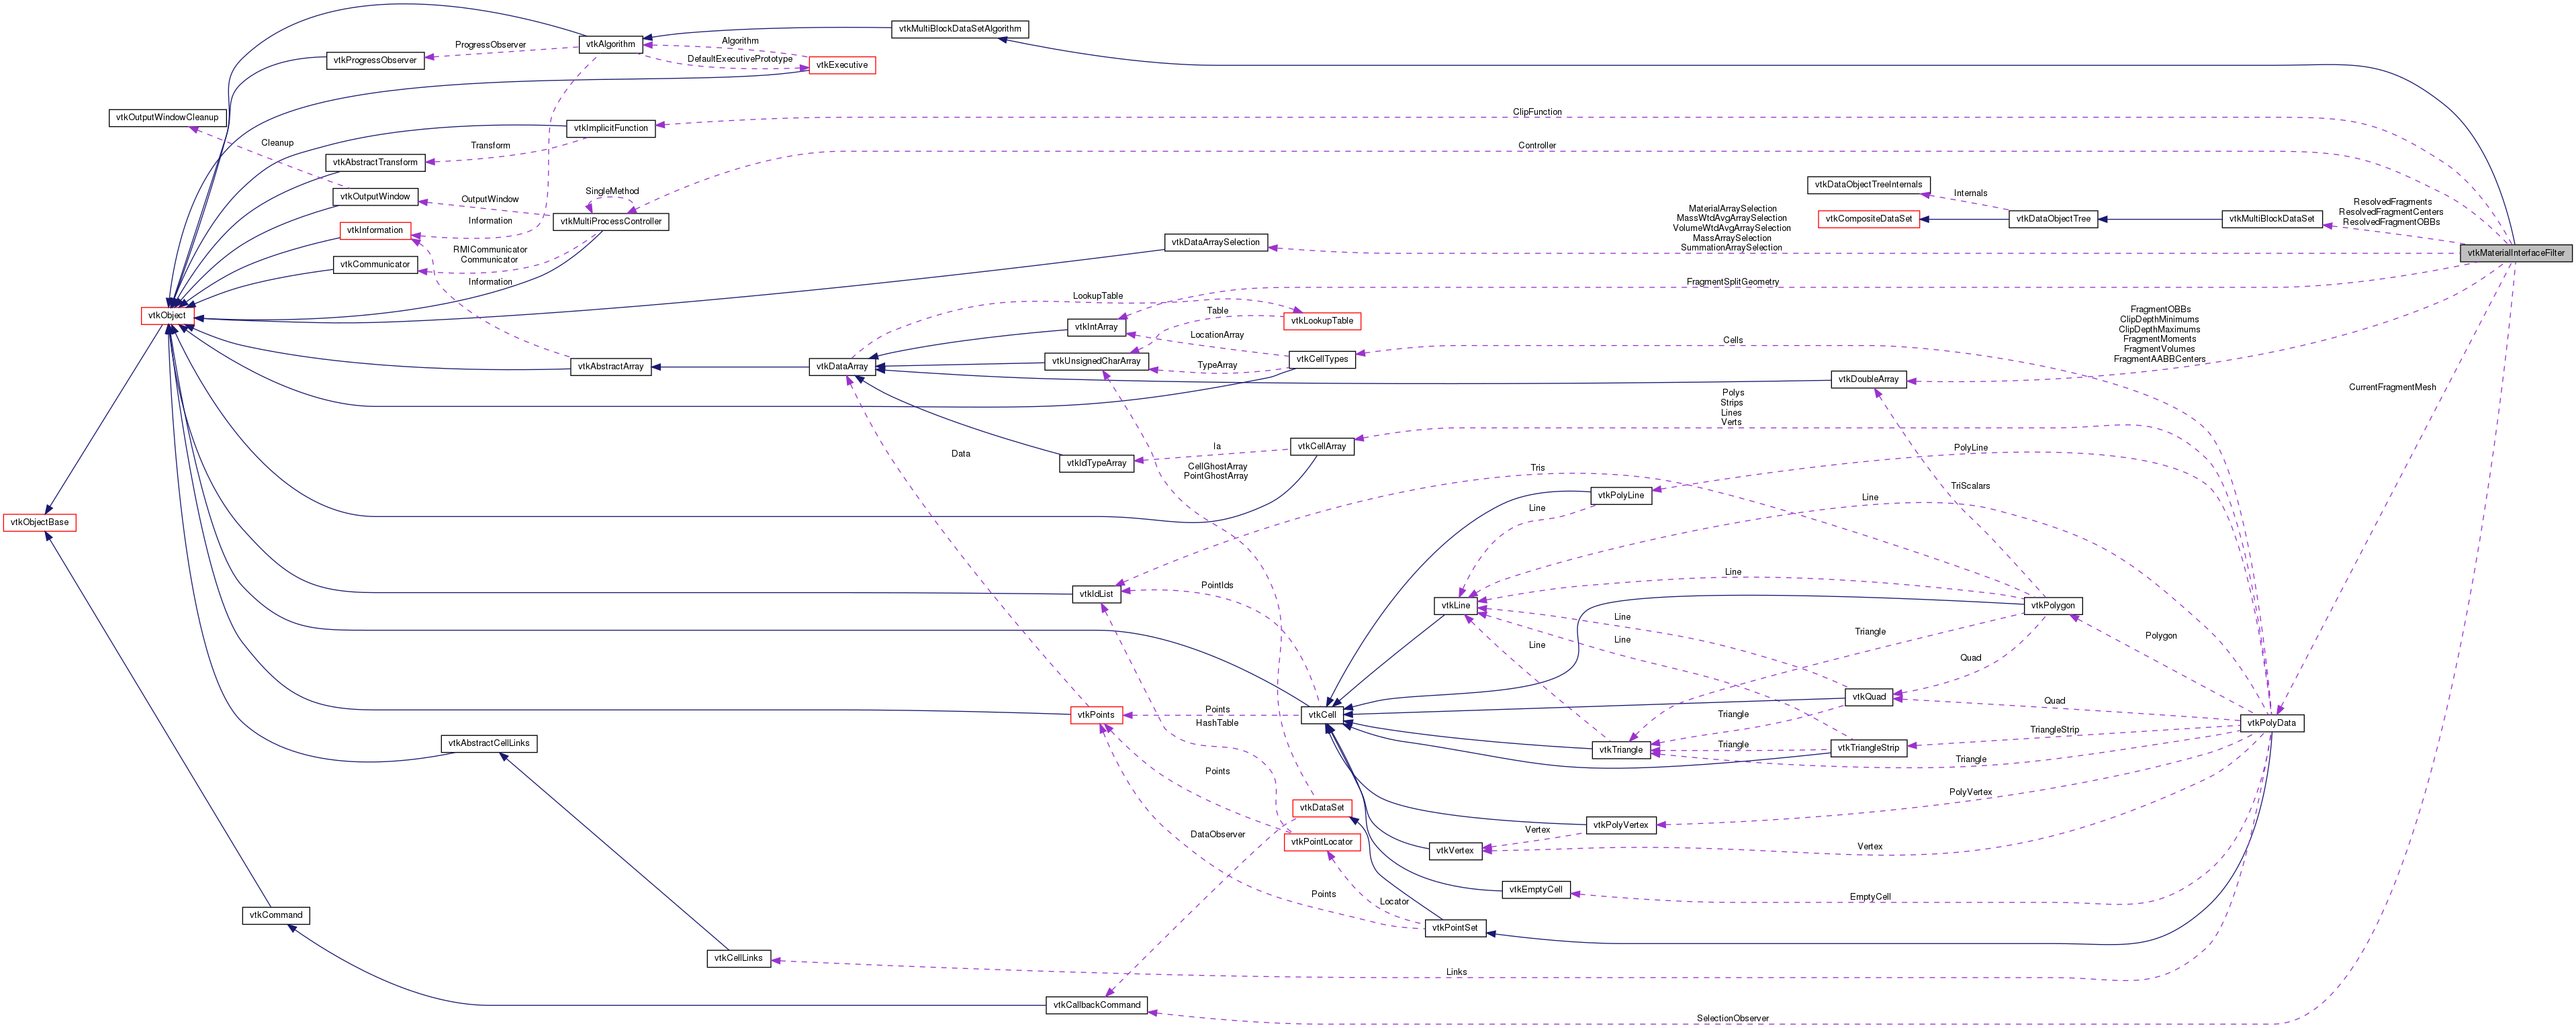 vtkMultiBlockDataSetAlgorithm
vtkAlgorithm
ProgressObserver
Algorithm
vtkProgressObserver
DefaultExecutivePrototype
vtkExecutive
ClipFunction
vtkOutputWindowCleanup
vtkImplicitFunction
Cleanup
Transform
Controller
vtkAbstractTransform
vtkDataObjectTreeInternals
SingleMethod
Internals
vtkOutputWindow
OutputWindow
ResolvedFragments
ResolvedFragmentCenters
ResolvedFragmentOBBs
MaterialArraySelection
MassWtdAvgArraySelection
VolumeWtdAvgArraySelection
MassArraySelection
SummationArraySelection
vtkMultiProcessController
Information
vtkCompositeDataSet
vtkDataObjectTree
vtkMultiBlockDataSet
vtkInformation
vtkDataArraySelection
RMICommunicator
Communicator
vtkMaterialInterfaceFilter
vtkCommunicator
Information
FragmentSplitGeometry
LookupTable
vtkObject
Table
vtkLookupTable
vtkIntArray
FragmentOBBs
ClipDepthMinimums
ClipDepthMaximums
FragmentMoments
FragmentVolumes
FragmentAABBCenters
LocationArray
Cells
vtkUnsignedCharArray
vtkCellTypes
TypeArray
vtkAbstractArray
vtkDataArray
vtkDoubleArray
CurrentFragmentMesh
Polys
Strips
Lines
Verts
vtkCellArray
Ia
Data
vtkIdTypeArray
PolyLine
CellGhostArray
PointGhostArray
Tris
TriScalars
vtkPolyLine
Line
Line
vtkObjectBase
Line
PointIds
vtkIdList
vtkLine
vtkPolygon
Line
Triangle
Polygon
Line
Line
Quad
vtkQuad
Quad
Points
HashTable
vtkPoints
vtkCell
Triangle
vtkPolyData
TriangleStrip
vtkAbstractCellLinks
vtkTriangle
Triangle
vtkTriangleStrip
Triangle
Points
PolyVertex
vtkDataSet
DataObserver
vtkPolyVertex
Vertex
vtkPointLocator
vtkVertex
Vertex
vtkEmptyCell
Points
EmptyCell
Locator
vtkCommand
vtkPointSet
vtkCellLinks
Links
vtkCallbackCommand
SelectionObserver